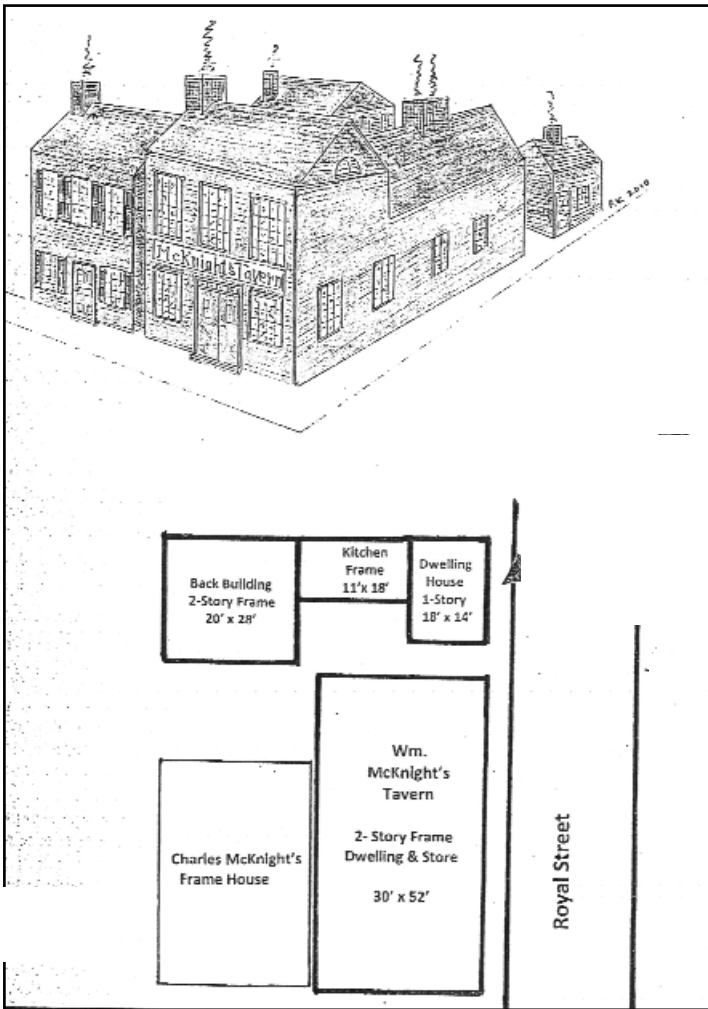 McKnight's Tavern
RK 2010
Back Building
2-Story Frame
20' x 28'
Kitchen
Frame
11'x 18'
Dwelling
House
1-Story
18' x 14'
Wm.
McKnight's
Tavern
2- Story Frame
Dwelling & Store
30' x 52'
Charles McKnight's
Frame House
Royal Street